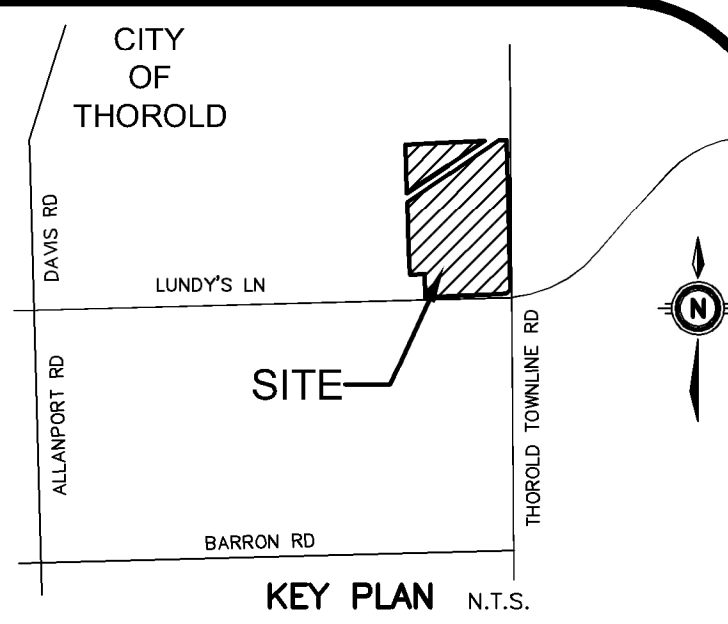 CITY
OF
THOROLD
DAVIS RD
LUNDY'S LN
N
SITE
ALLANPORT RD
THOROLD TOWNLINE RD
BARRON RD
KEY PLAN N.T.S.